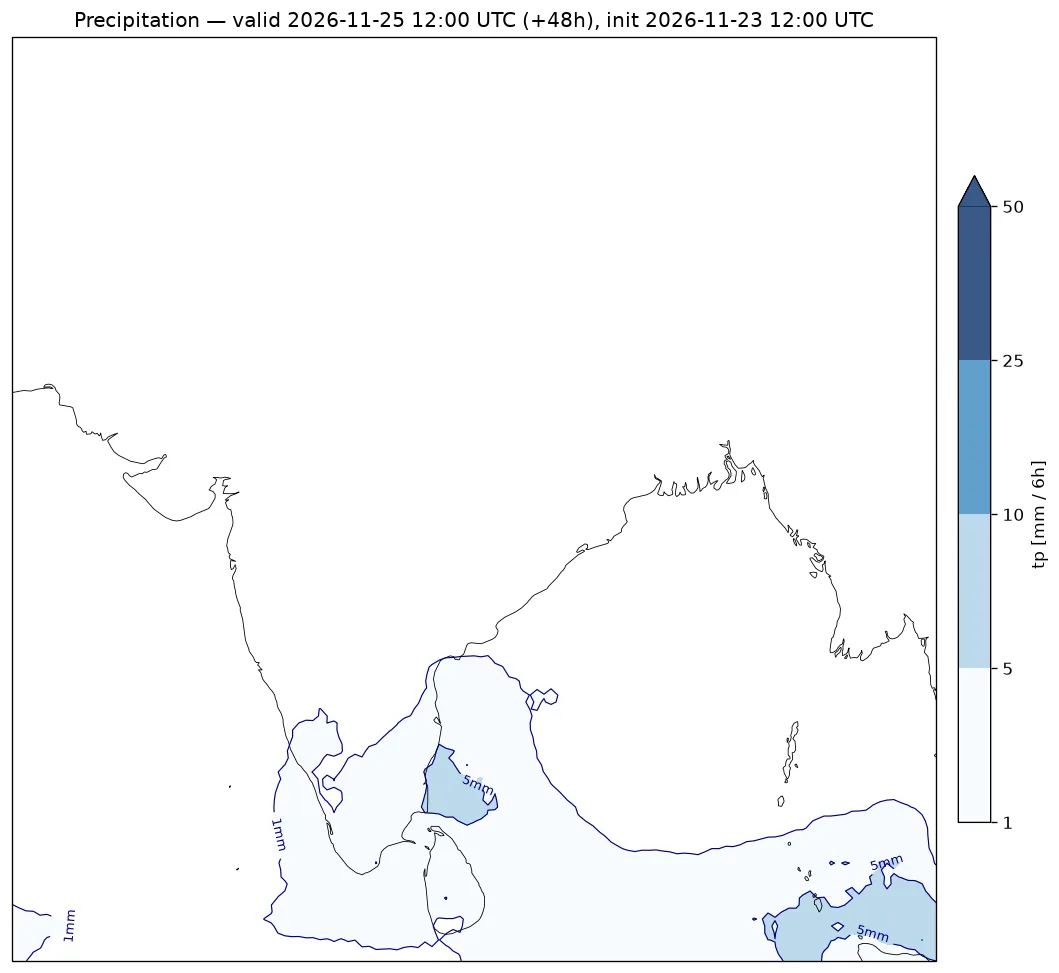 Precipitation — valid 2026-11-25 12:00 UTC (+48h), init 2026-11-23 12:00 UTC
50
25
10
5
1
tp [mm / 6h]
5mm
1mm
5mm
1mm
5mm